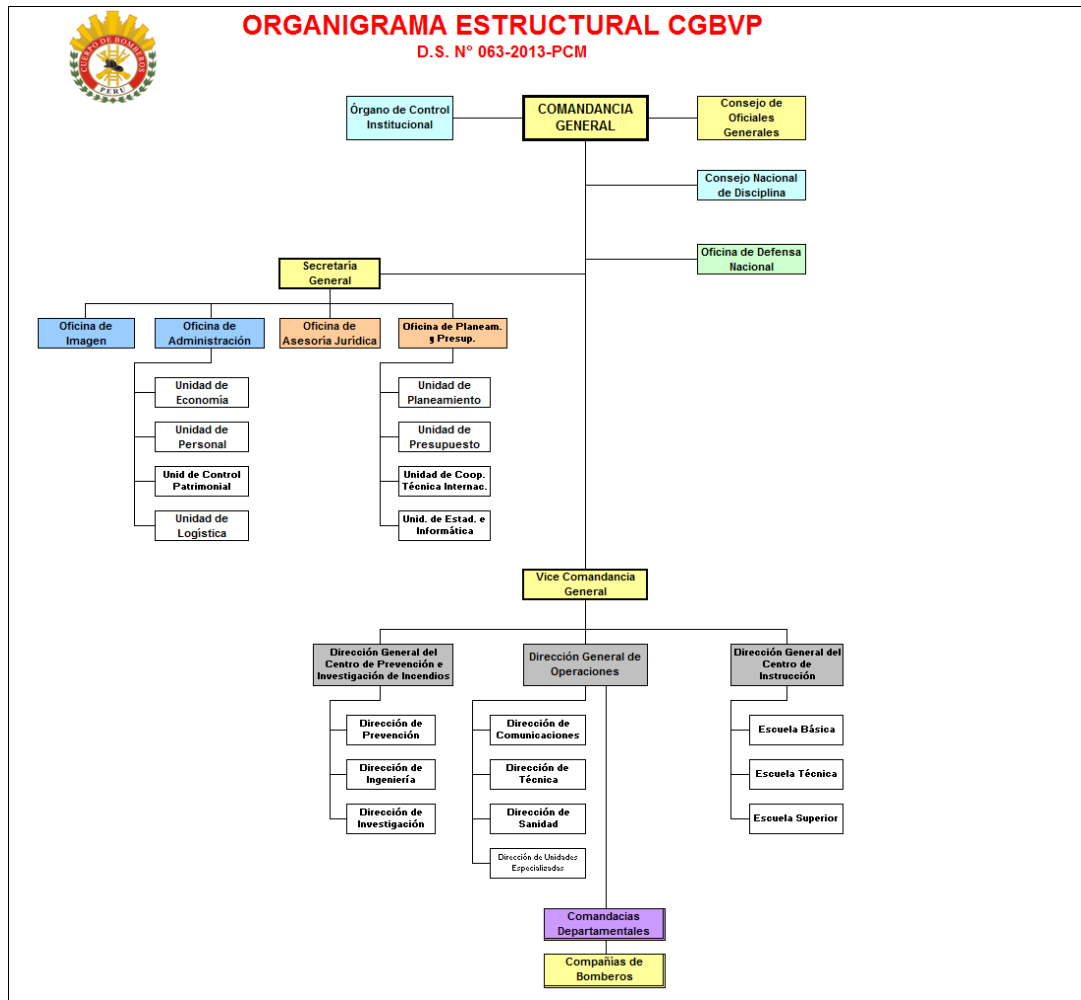 ORGANIGRAMA ESTRUCTURAL CGBVP
D.S. N° 063-2013-PCM
CUERPO DE BOMBEROS
PERU
Órgano de Control
Institucional
COMANDANCIA
GENERAL
Consejo de
Oficiales
Generales
Consejo Nacional
de Disciplina
Oficina de Defensa
Nacional
Secretaría
General
Oficina de
Imagen
Oficina de
Administración
Oficina de
Asesoría Jurídica
Oficina de Planeam.
y Presup.
Unidad de
Economía
Unidad de
Personal
Unid de Control
Patrimonial
Unidad de
Logística
Unidad de
Planeamiento
Unidad de
Presupuesto
Unidad de Coop.
Técnica Internac.
Unid. de Estad. e
Informática
Vice Comandancia
General
Dirección General del
Centro de Prevención e
Investigación de Incendios
Dirección General de
Operaciones
Dirección General del
Centro de
Instrucción
Dirección de
Prevención
Dirección de
Ingeniería
Dirección de
Investigación
Dirección de
Comunicaciones
Dirección de
Técnica
Dirección de
Sanidad
Dirección de Unidades
Especializadas
Escuela Básica
Escuela Técnica
Escuela Superior
Comandacias
Departamentales
Compañías de
Bomberos